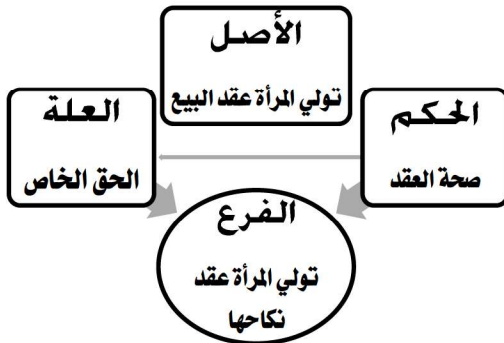 الأصل
تولي المرأة عقد البيع
الحكم
صحة العقد
العلة
الحق الخاص
الفرع
تولي المرأة عقد
نكاحها